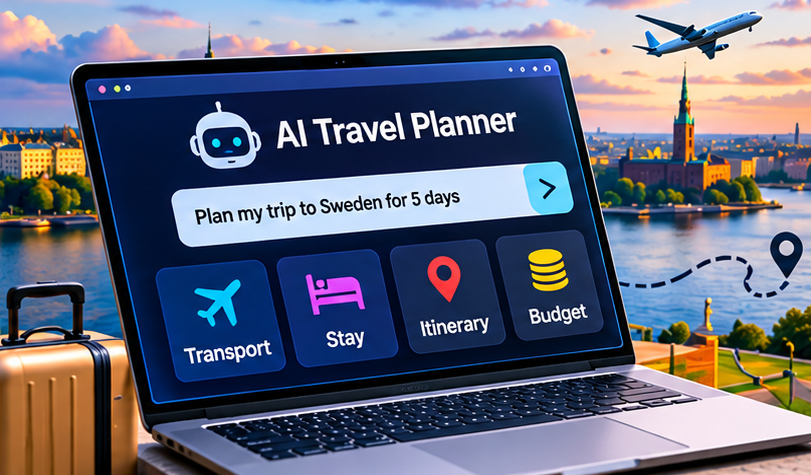 AI Travel Planner
Plan my trip to Sweden for 5 days
Transport
Stay
Itinerary
Budget